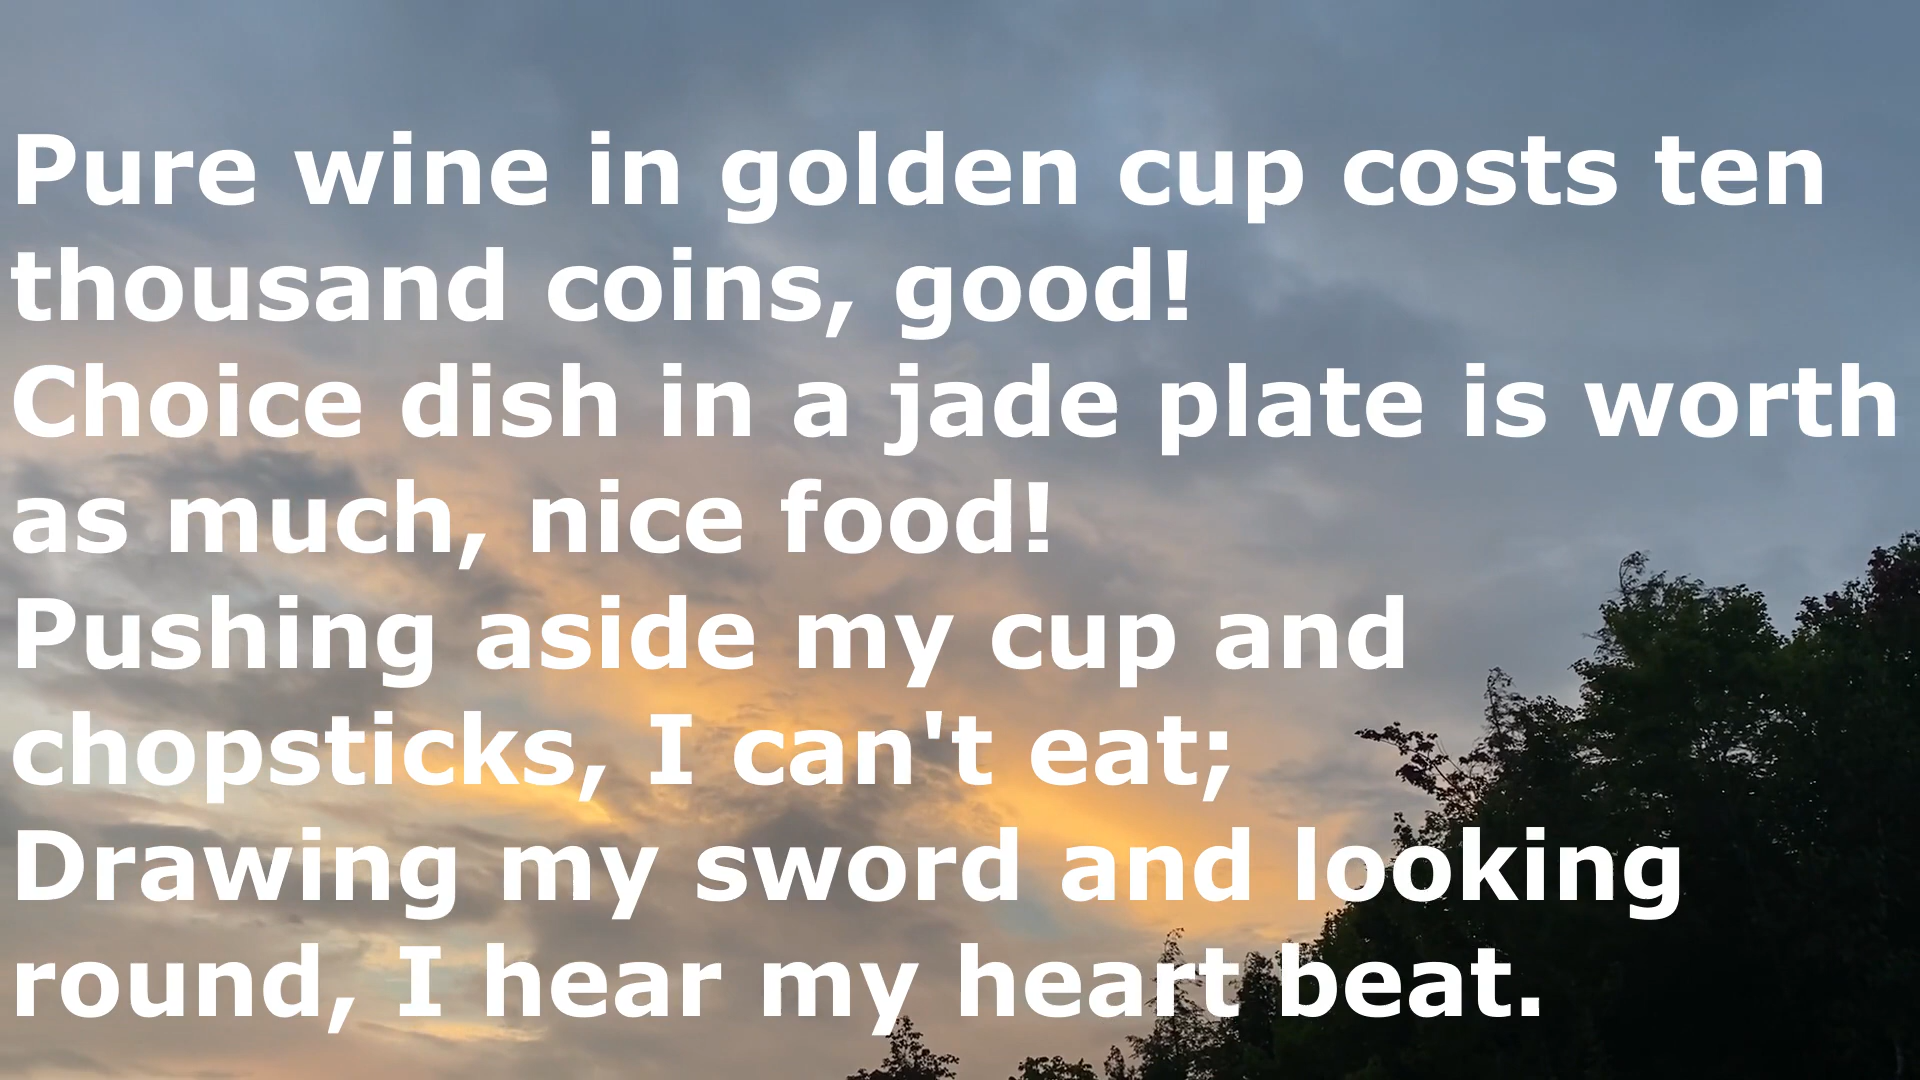 Pure wine in golden cup costs ten
thousand coins, good!
Choice dish in a jade plate is worth
as much, nice food!
Pushing aside my cup and
chopsticks, I can't eat;
Drawing my sword and looking
round, I hear my heart beat.